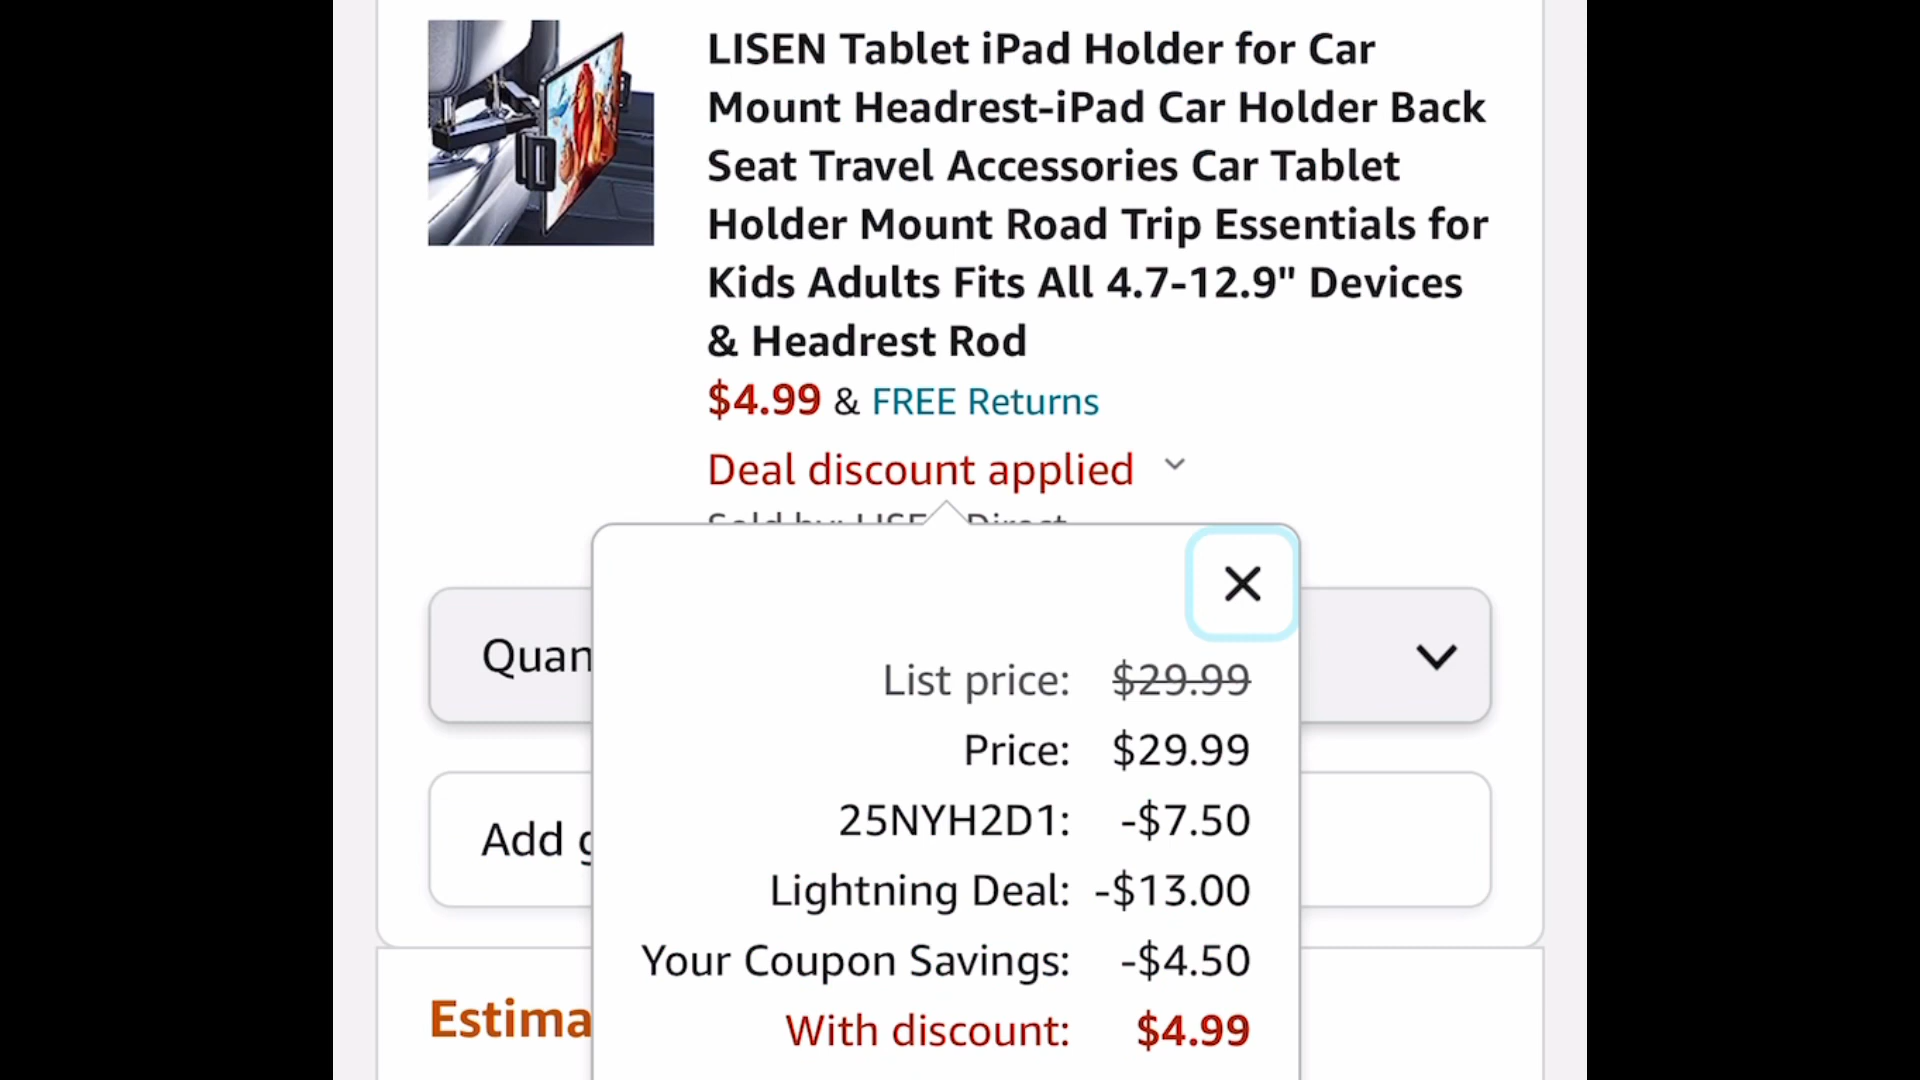 LISEN Tablet iPad Holder for Car
Mount Headrest-iPad Car Holder Back
Seat Travel Accessories Car Tablet
Holder Mount Road Trip Essentials for
Kids Adults Fits All 4.7-12.9" Devices
& Headrest Rod
$4.99 & FREE Returns
Deal discount applied
Sold by: Direct
Quan
List price: $29.99
Price: $29.99
25NYH2D1: -$7.50
Add g
Lightning Deal: -$13.00
Your Coupon Savings: -$4.50
Estima
With discount: $4.99